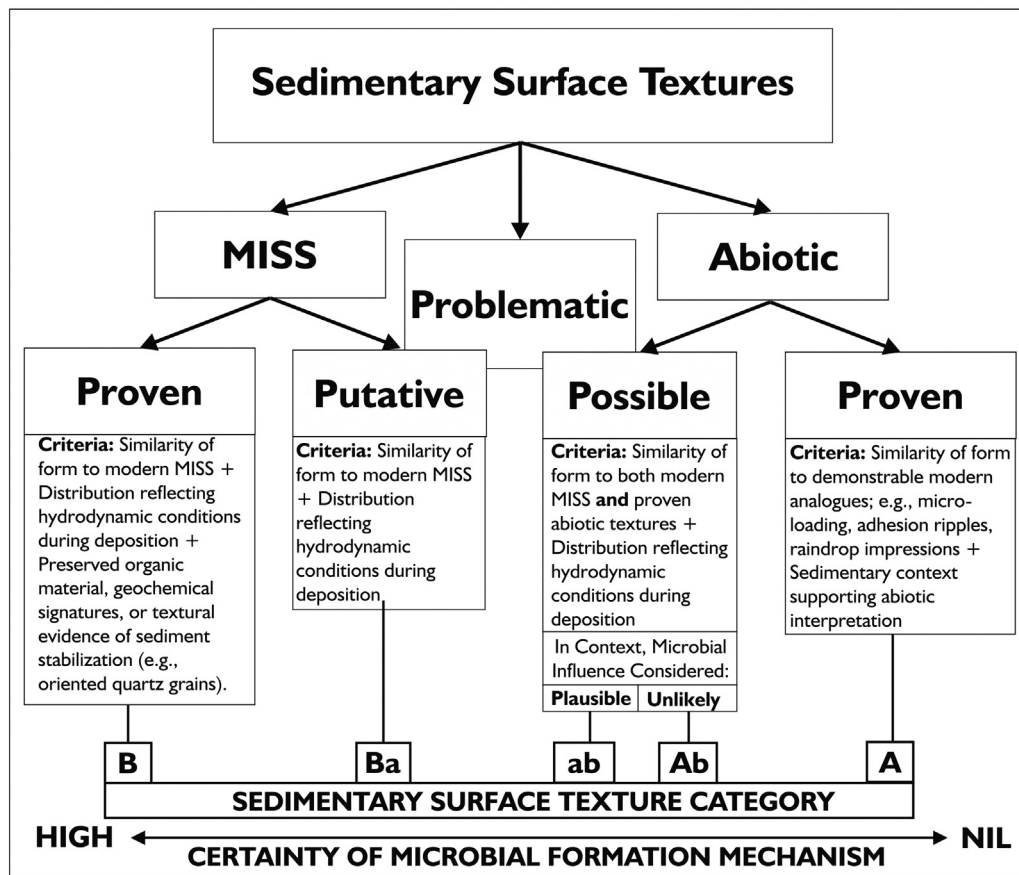 Sedimentary Surface Textures
MISS
Problematic
Abiotic
Proven
Criteria: Similarity of
form to modern MISS +
Distribution reflecting
hydrodynamic conditions
during deposition +
Preserved organic
material, geochemical
signatures, or textural
evidence of sediment
stabilization (e.g.,
oriented quartz grains).
Putative
Criteria: Similarity of
form to modern MISS
+ Distribution
reflecting
hydrodynamic
conditions during
deposition
Possible
Criteria: Similarity of
form to both modern
MISS and proven
abiotic textures +
Distribution reflecting
hydrodynamic
conditions during
deposition
In Context, Microbial
Influence Considered:
Plausible
Unlikely
Proven
Criteria: Similarity of form
to demonstrable modern
analogues; e.g., micro-
loading, adhesion ripples,
raindrop impressions +
Sedimentary context
supporting abiotic
interpretation
B
Ba
ab
Ab
A
SEDIMENTARY SURFACE TEXTURE CATEGORY
HIGH
NIL
CERTAINTY OF MICROBIAL FORMATION MECHANISM